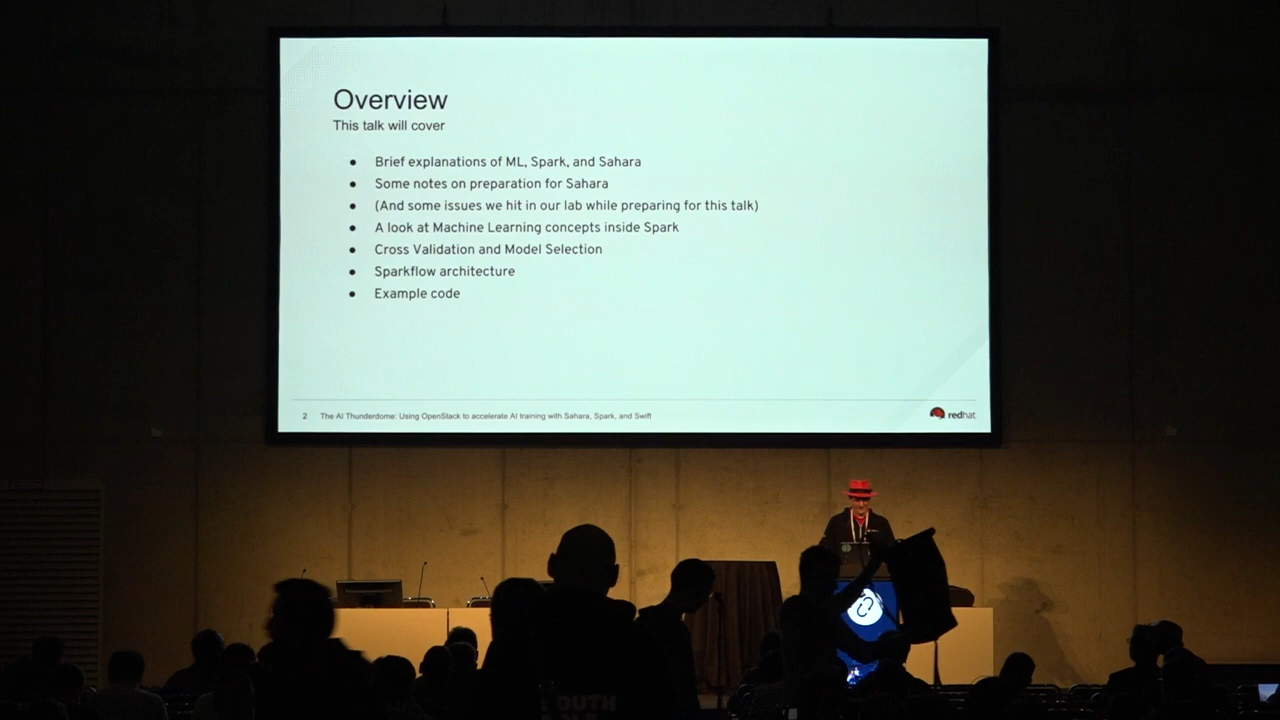 Overview
This talk will cover
● Brief explanations of ML, Spark, and Sahara
● Some notes on preparation for Sahara
● (And some issues we hit in our lab while preparing for this talk)
● A look at Machine Learning concepts inside Spark
● Cross Validation and Model Selection
● Sparkflow architecture
● Example code
2 The AI Thunderdome: Using OpenStack to accelerate AI training with Sahara, Spark, and Swift
redhat